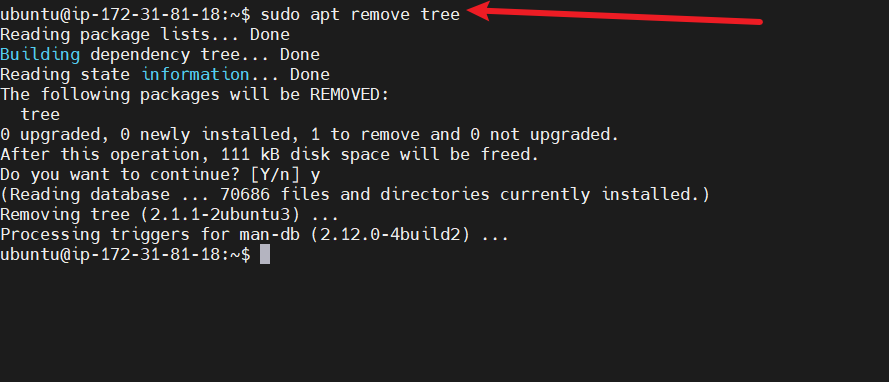 ubuntu@ip-172-31-81-18:~$ sudo apt remove tree
Reading package lists... Done
Building dependency tree... Done
Reading state information... Done
The following packages will be REMOVED:
  tree
0 upgraded, 0 newly installed, 1 to remove and 0 not upgraded.
After this operation, 111 kB disk space will be freed.
Do you want to continue? [Y/n] y
(Reading database ... 70686 files and directories currently installed.)
Removing tree (2.1.1-2ubuntu3) ...
Processing triggers for man-db (2.12.0-4build2) ...
ubuntu@ip-172-31-81-18:~$